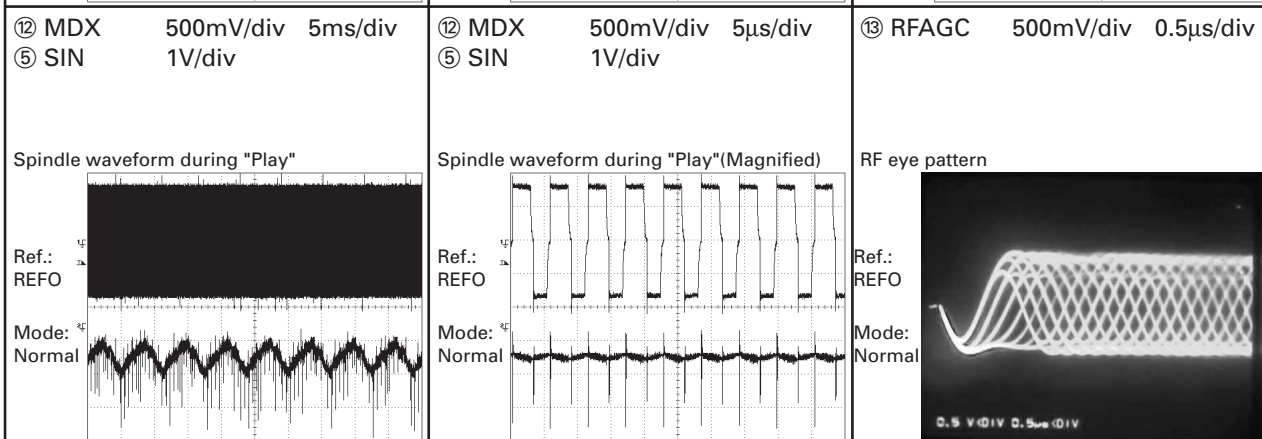 ⑫ MDX 500mV/div 5ms/div
⑤ SIN 1V/div
Spindle waveform during "Play"
Ref.:
REFO
Mode:
Normal
⑫ MDX 500mV/div 5µs/div
⑤ SIN 1V/div
Spindle waveform during "Play"(Magnified)
Ref.:
REFO
Mode:
Normal
⑬ RFAGC 500mV/div 0.5µs/div
RF eye pattern
Ref.:
REFO
Mode:
Normal
0.5 V<DIV 0.5µs<DIV